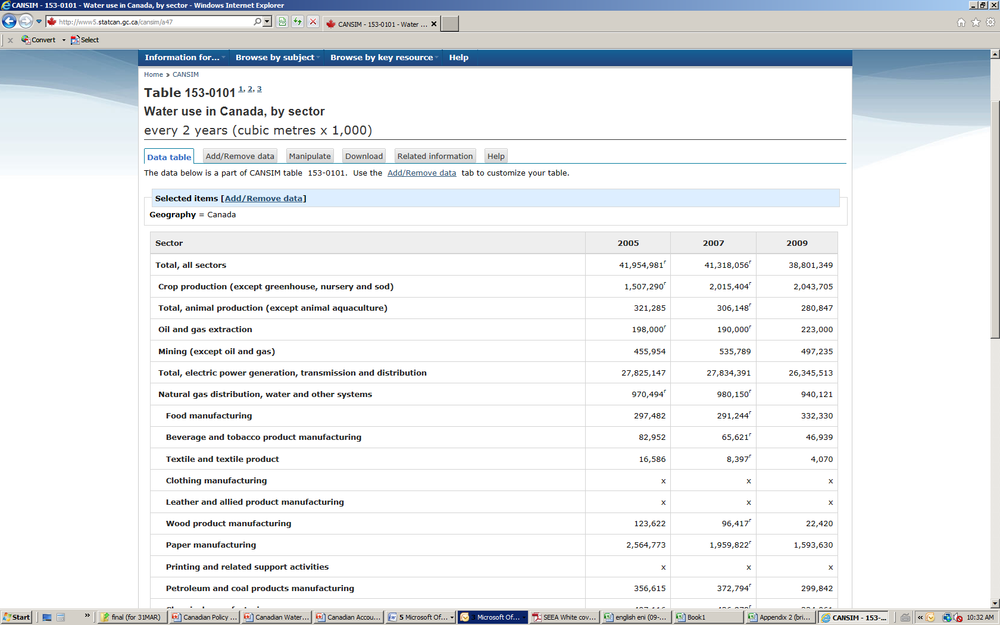 CANSIM - 153-0101 - Water use in Canada, by sector - Windows Internet Explorer
http://www5.statcan.gc.ca/cansim/a47
CANSIM - 153-0101 - Water ...
x Convert Select
Information for... Browse by subject Browse by key resource Help
Home › CANSIM
Table 153-0101 1, 2, 3
Water use in Canada, by sector
every 2 years (cubic metres x 1,000)
Data table Add/Remove data Manipulate Download Related information Help
The data below is a part of CANSIM table 153-0101. Use the Add/Remove data tab to customize your table.
Selected items [Add/Remove data]
Geography = Canada
Sector 2005 2007 2009
Total, all sectors 41,954,981r 41,318,056r 38,801,349
Crop production (except greenhouse, nursery and sod) 1,507,290r 2,015,404r 2,043,705
Total, animal production (except animal aquaculture) 321,285 306,148r 280,847
Oil and gas extraction 198,000r 190,000r 223,000
Mining (except oil and gas) 455,954 535,789 497,235
Total, electric power generation, transmission and distribution 27,825,147 27,834,391 26,345,513
Natural gas distribution, water and other systems 970,494r 980,150r 940,121
Food manufacturing 297,482 291,244r 332,330
Beverage and tobacco product manufacturing 82,952 65,621r 46,939
Textile and textile product 16,586 8,397r 4,070
Clothing manufacturing x x x
Leather and allied product manufacturing x x x
Wood product manufacturing 123,622 96,417r 22,420
Paper manufacturing 2,564,773 1,959,822r 1,593,630
Printing and related support activities x x x
Petroleum and coal products manufacturing 356,615 372,794r 299,842
Start » final (for 31MAR) Canadian Policy ... Canadian Water... Canadian Accou... 5 Microsoft Of... 3 Microsoft Of... SEEA White cov... english eni (09-... Book1 Appendix 2 (bri... CANSIM - 153-... « 10:32 AM